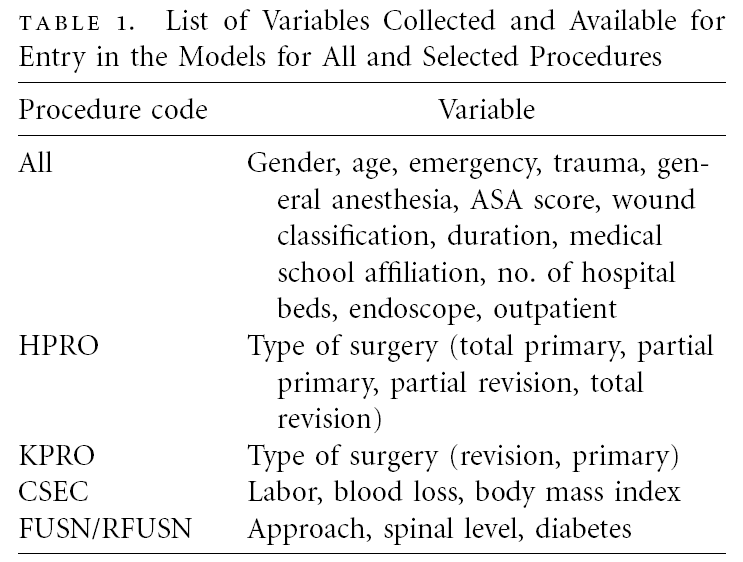 TABLE 1. List of Variables Collected and Available for
Entry in the Models for All and Selected Procedures
Procedure code Variable
All Gender, age, emergency, trauma, gen-
eral anesthesia, ASA score, wound
classification, duration, medical
school affiliation, no. of hospital
beds, endoscope, outpatient
HPRO Type of surgery (total primary, partial
primary, partial revision, total
revision)
KPRO Type of surgery (revision, primary)
CSEC Labor, blood loss, body mass index
FUSN/RFUSN Approach, spinal level, diabetes